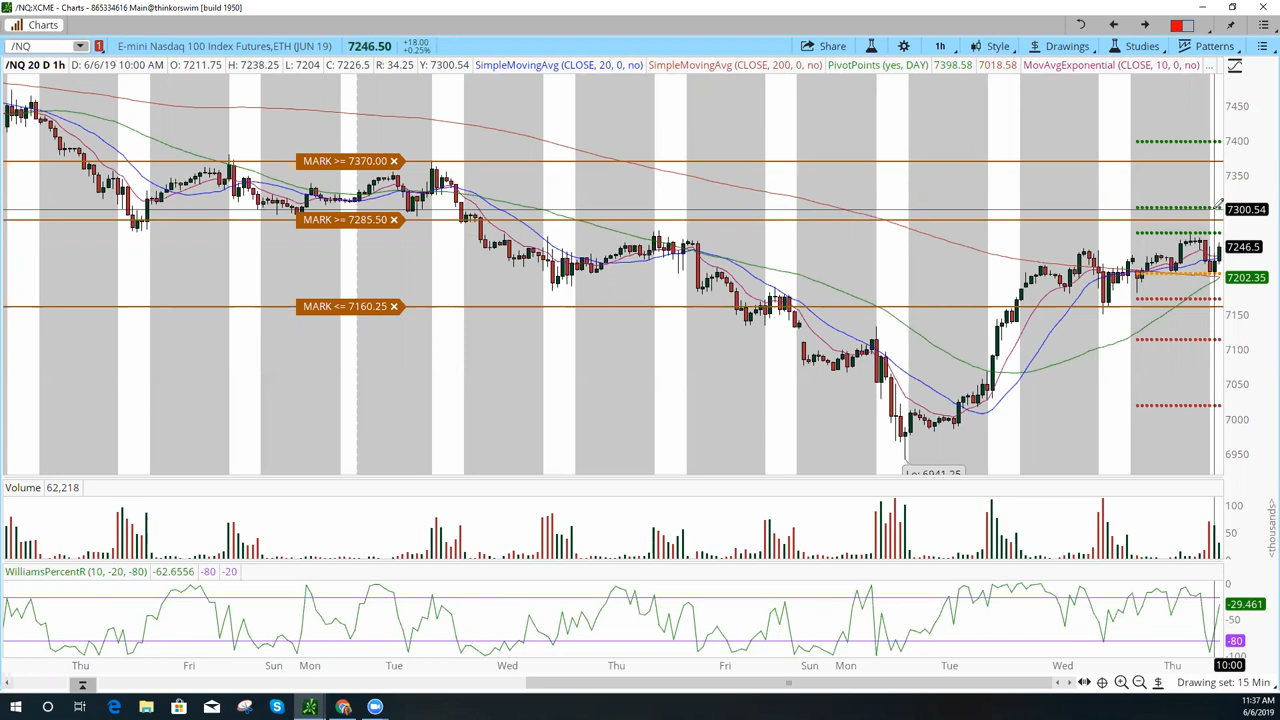 /NQ:XCME - Charts - 865334616 Main@thinkorswim [build 1950]
Charts
/NQ 1 E-mini Nasdaq 100 Index Futures,ETH (JUN 19) 7246.50 +18.00 +0.25% Share 1h Style Drawings Studies Patterns
/NQ 20 D 1h D: 6/6/19 10:00 AM O: 7211.75 H: 7238.25 L: 7204 C: 7226.5 R: 34.25 Y: 7300.54 SimpleMovingAvg (CLOSE, 20, 0, no) SimpleMovingAvg (CLOSE, 200, 0, no) PivotPoints (yes, DAY) 7398.58 7018.58 MovAvgExponential (CLOSE, 10, 0, no) ...
7450
7400
MARK >= 7370.00 ×
7350
7300.54
MARK >= 7285.50 ×
7246.5
7202.35
MARK <= 7160.25 ×
7150
7100
7050
7000
6950
Lo: 6941.25
Volume 62,218
100
50
<thousands>
WilliamsPercentR (10, -20, -80) -62.6556 -80 -20
0
-29.461
-50
-80
-100
Thu Fri Sun Mon Tue Wed Thu Fri Sun Mon Tue Wed Thu 10:00
Drawing set: 15 Min
11:37 AM
6/6/2019